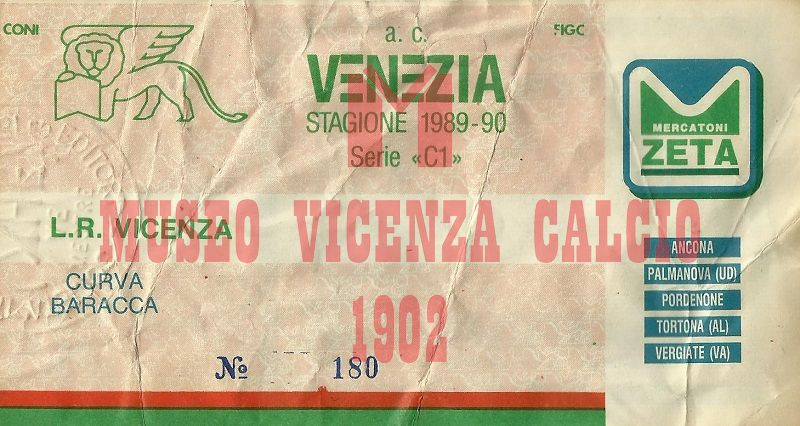 CONI
a. c.
FIGC
VENEZIA
STAGIONE 1989-90
Serie «C1»
MERCATONI
ZETA
L.R. VICENZA
MUSEO VICENZA CALCIO
1902
CURVA
BARACCA
ANCONA
PALMANOVA (UD)
PORDENONE
TORTONA (AL)
VERGIATE (VA)
№ 180